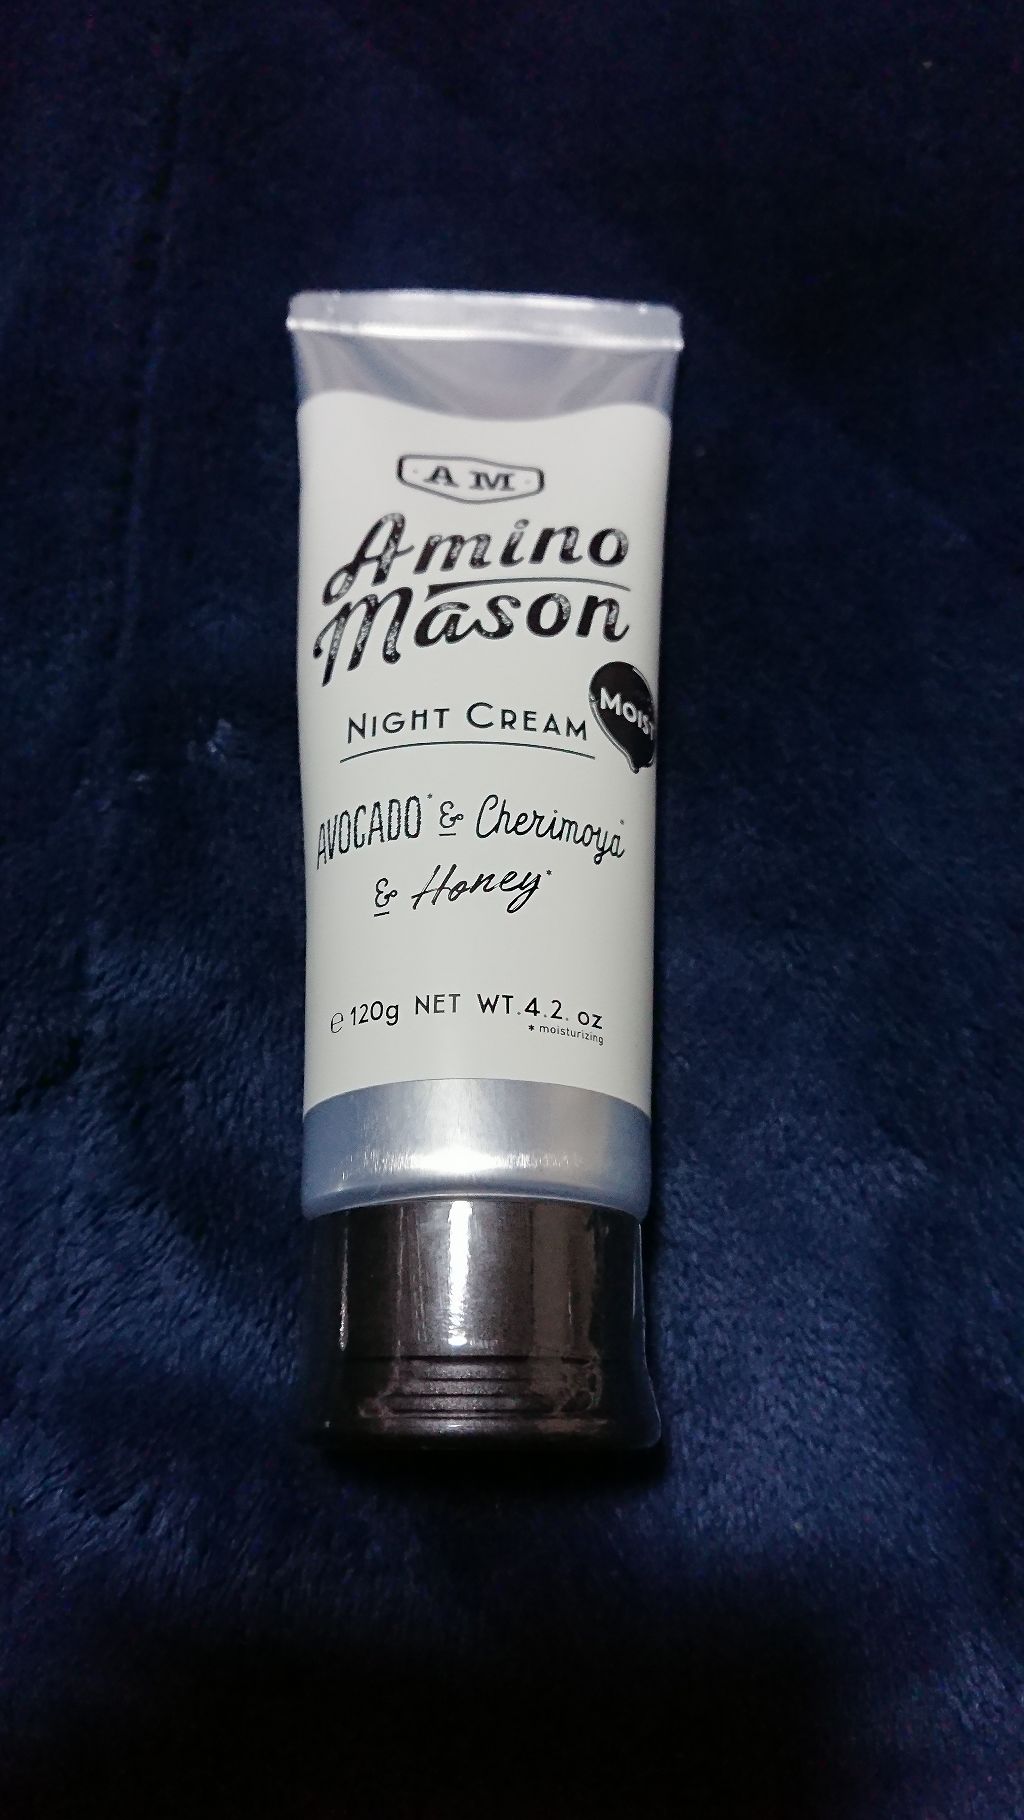 AM
Amino
Mason
NIGHT CREAM
MOIST
AVOCADO* & Cherimoya*
& Honey*
℮ 120g NET WT.4.2. oz
* moisturizing